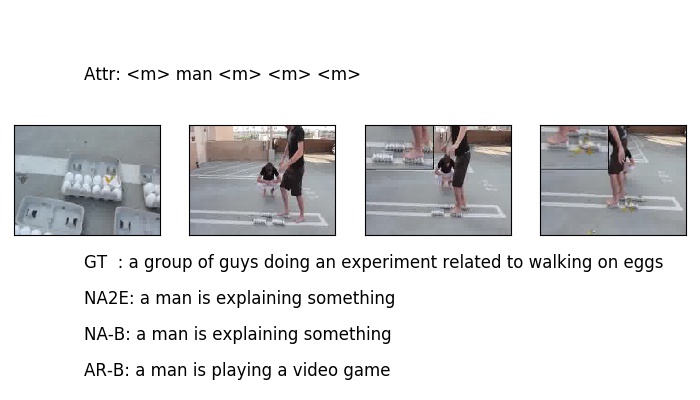 Attr: <m> man <m> <m> <m>
GT  : a group of guys doing an experiment related to walking on eggs
NA2E: a man is explaining something
NA-B: a man is explaining something
AR-B: a man is playing a video game